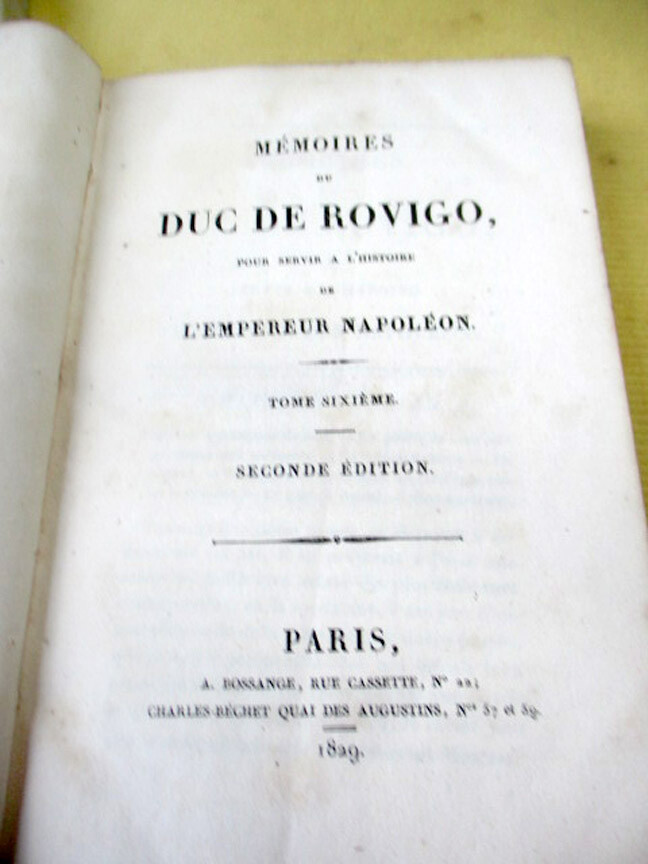 MÉMOIRES
DU
DUC DE ROVIGO,
POUR SERVIR A L'HISTOIRE
DE
L'EMPEREUR NAPOLÉON.
TOME SIXIÈME.
SECONDE ÉDITION.
PARIS,
A. BOSSANGE, RUE CASSETTE, N° 22;
CHARLES-BÉCHET QUAI DES AUGUSTINS, Nos 57 et 59.
1829.